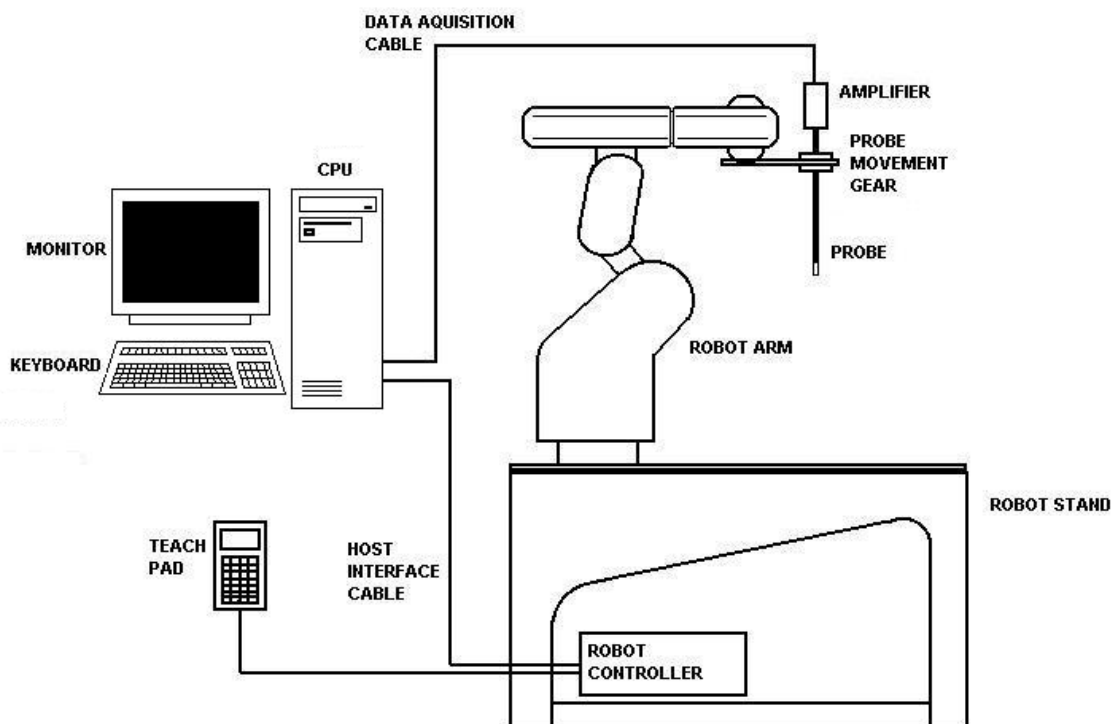 DATA AQUISITION
CABLE
AMPLIFIER
PROBE
MOVEMENT
GEAR
CPU
MONITOR
PROBE
ROBOT ARM
KEYBOARD
ROBOT STAND
TEACH
PAD
HOST
INTERFACE
CABLE
ROBOT
CONTROLLER